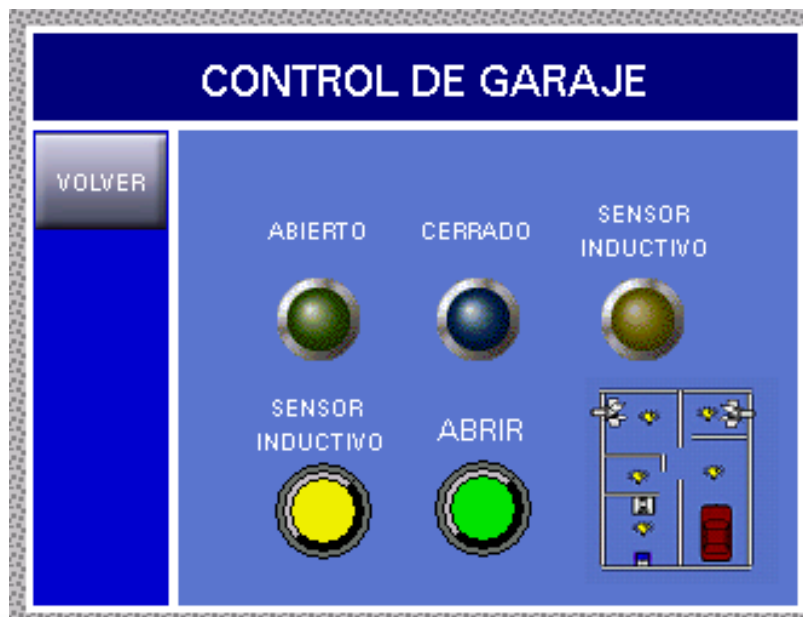 CONTROL DE GARAJE
VOLVER
ABIERTO
CERRADO
SENSOR
INDUCTIVO
SENSOR
INDUCTIVO
ABRIR